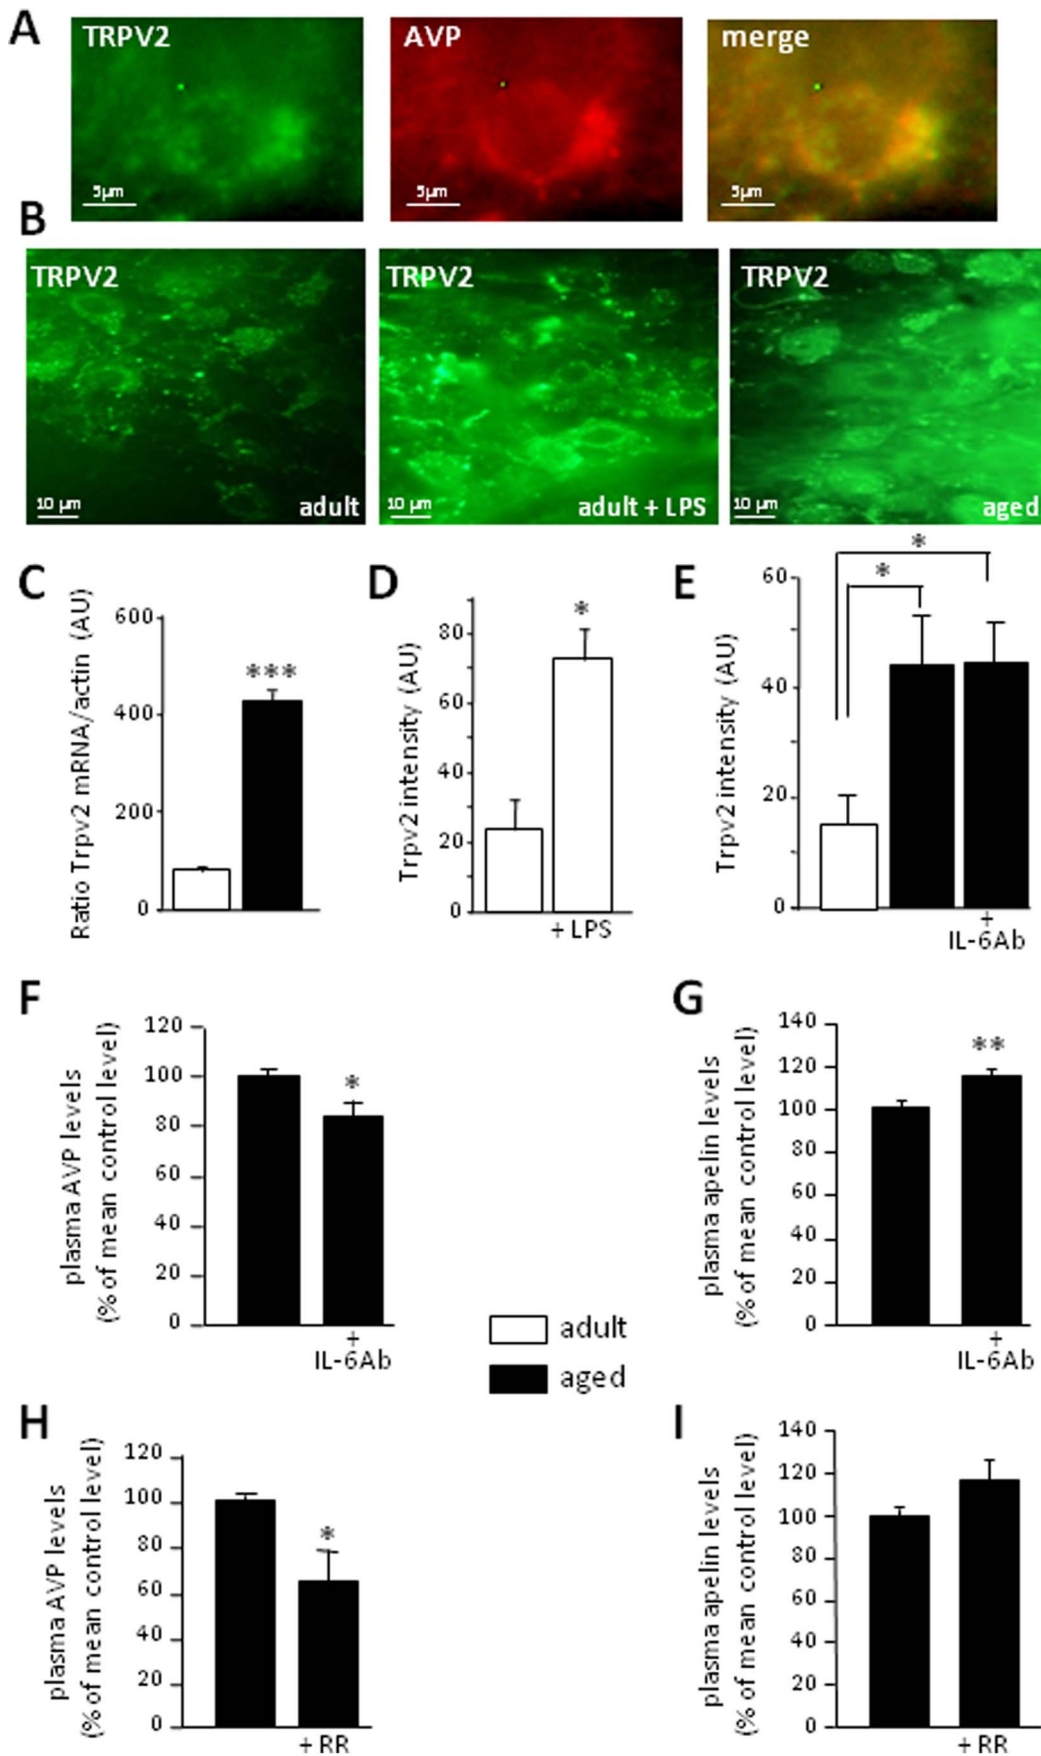 A
TRPV2
AVP
merge
5µm
5µm
5µm
B
TRPV2
TRPV2
TRPV2
10 µm
adult
10 µm
adult + LPS
10 µm
aged
C
Ratio Trpv2 mRNA/actin (AU)
600
400
200
0
***
D
Trpv2 intensity (AU)
80
60
40
20
0
*
+ LPS
E
Trpv2 intensity (AU)
60
40
20
0
*
*
+
IL-6Ab
F
plasma AVP levels
(% of mean control level)
120
100
80
60
40
20
0
*
+
IL-6Ab
G
plasma apelin levels
(% of mean control level)
140
120
100
80
60
40
20
0
**
+
IL-6Ab
adult
aged
H
plasma AVP levels
(% of mean control level)
120
100
80
60
40
20
0
*
+ RR
I
plasma apelin levels
(% of mean control level)
140
120
100
80
60
40
20
0
+ RR